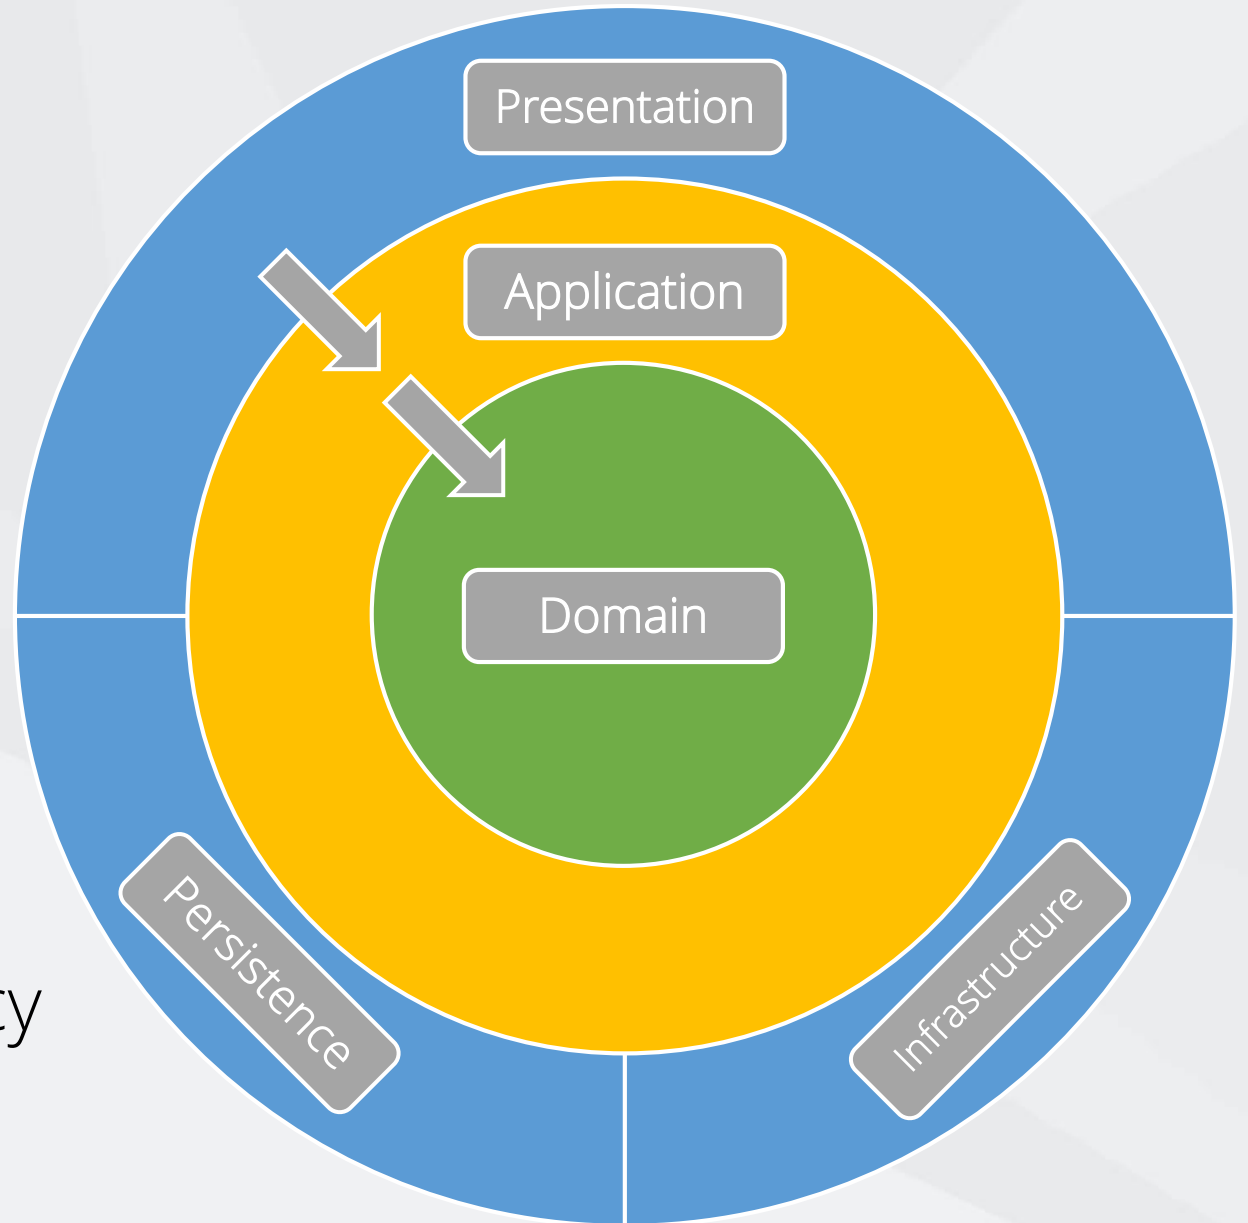 Presentation
Application
Domain
Persistence
Infrastructure